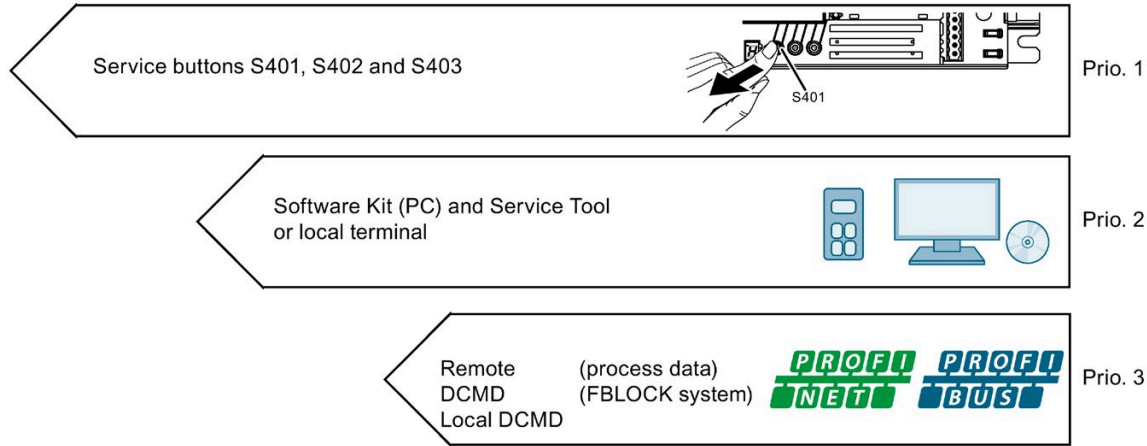 Service buttons S401, S402 and S403
S401
Prio. 1
Software Kit (PC) and Service Tool
or local terminal
Prio. 2
Remote (process data)
DCMD (FBLOCK system)
Local DCMD
PROFI
NET
PROFI
BUS
Prio. 3